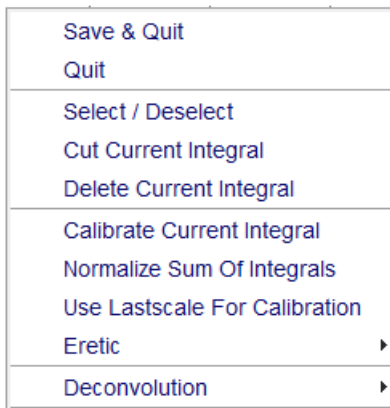 Save & Quit
Quit
Select / Deselect
Cut Current Integral
Delete Current Integral
Calibrate Current Integral
Normalize Sum Of Integrals
Use Lastscale For Calibration
Eretic
Deconvolution